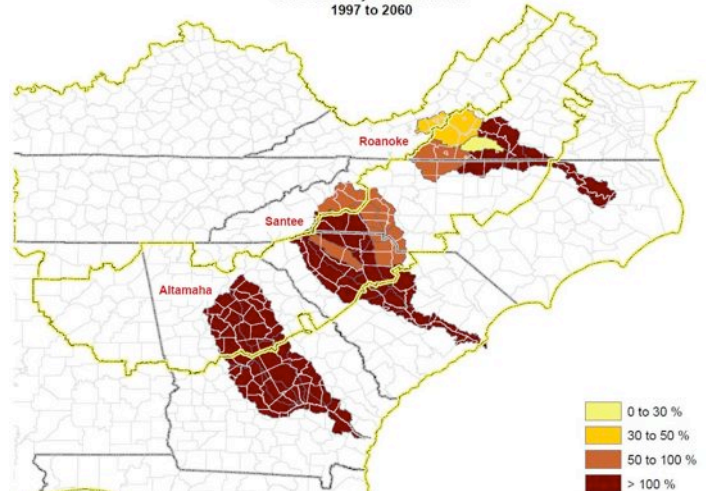 1997 to 2060
Roanoke
Santee
Altamaha
0 to 30 %
30 to 50 %
50 to 100 %
> 100 %